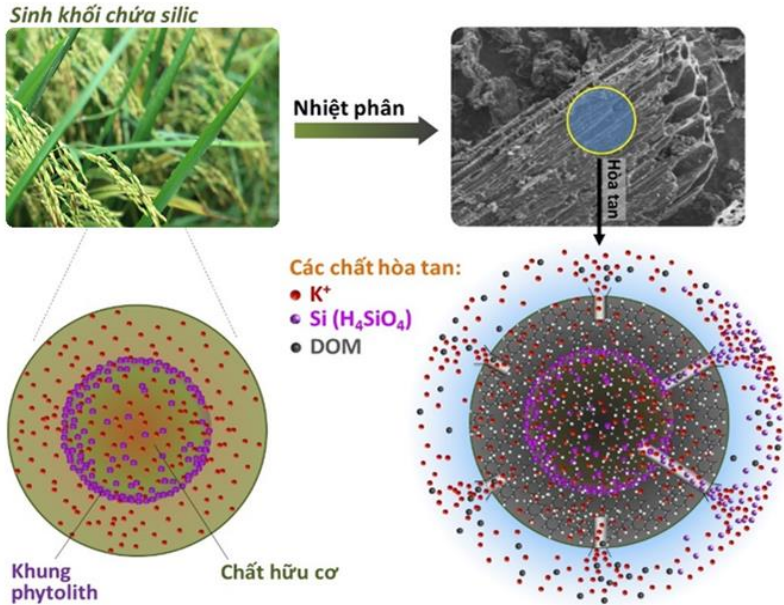 Sinh khối chứa silic
Nhiệt phân
Hòa tan
Các chất hòa tan:
K⁺
Si (H₄SiO₄)
DOM
Khung
phytolith
Chất hữu cơ